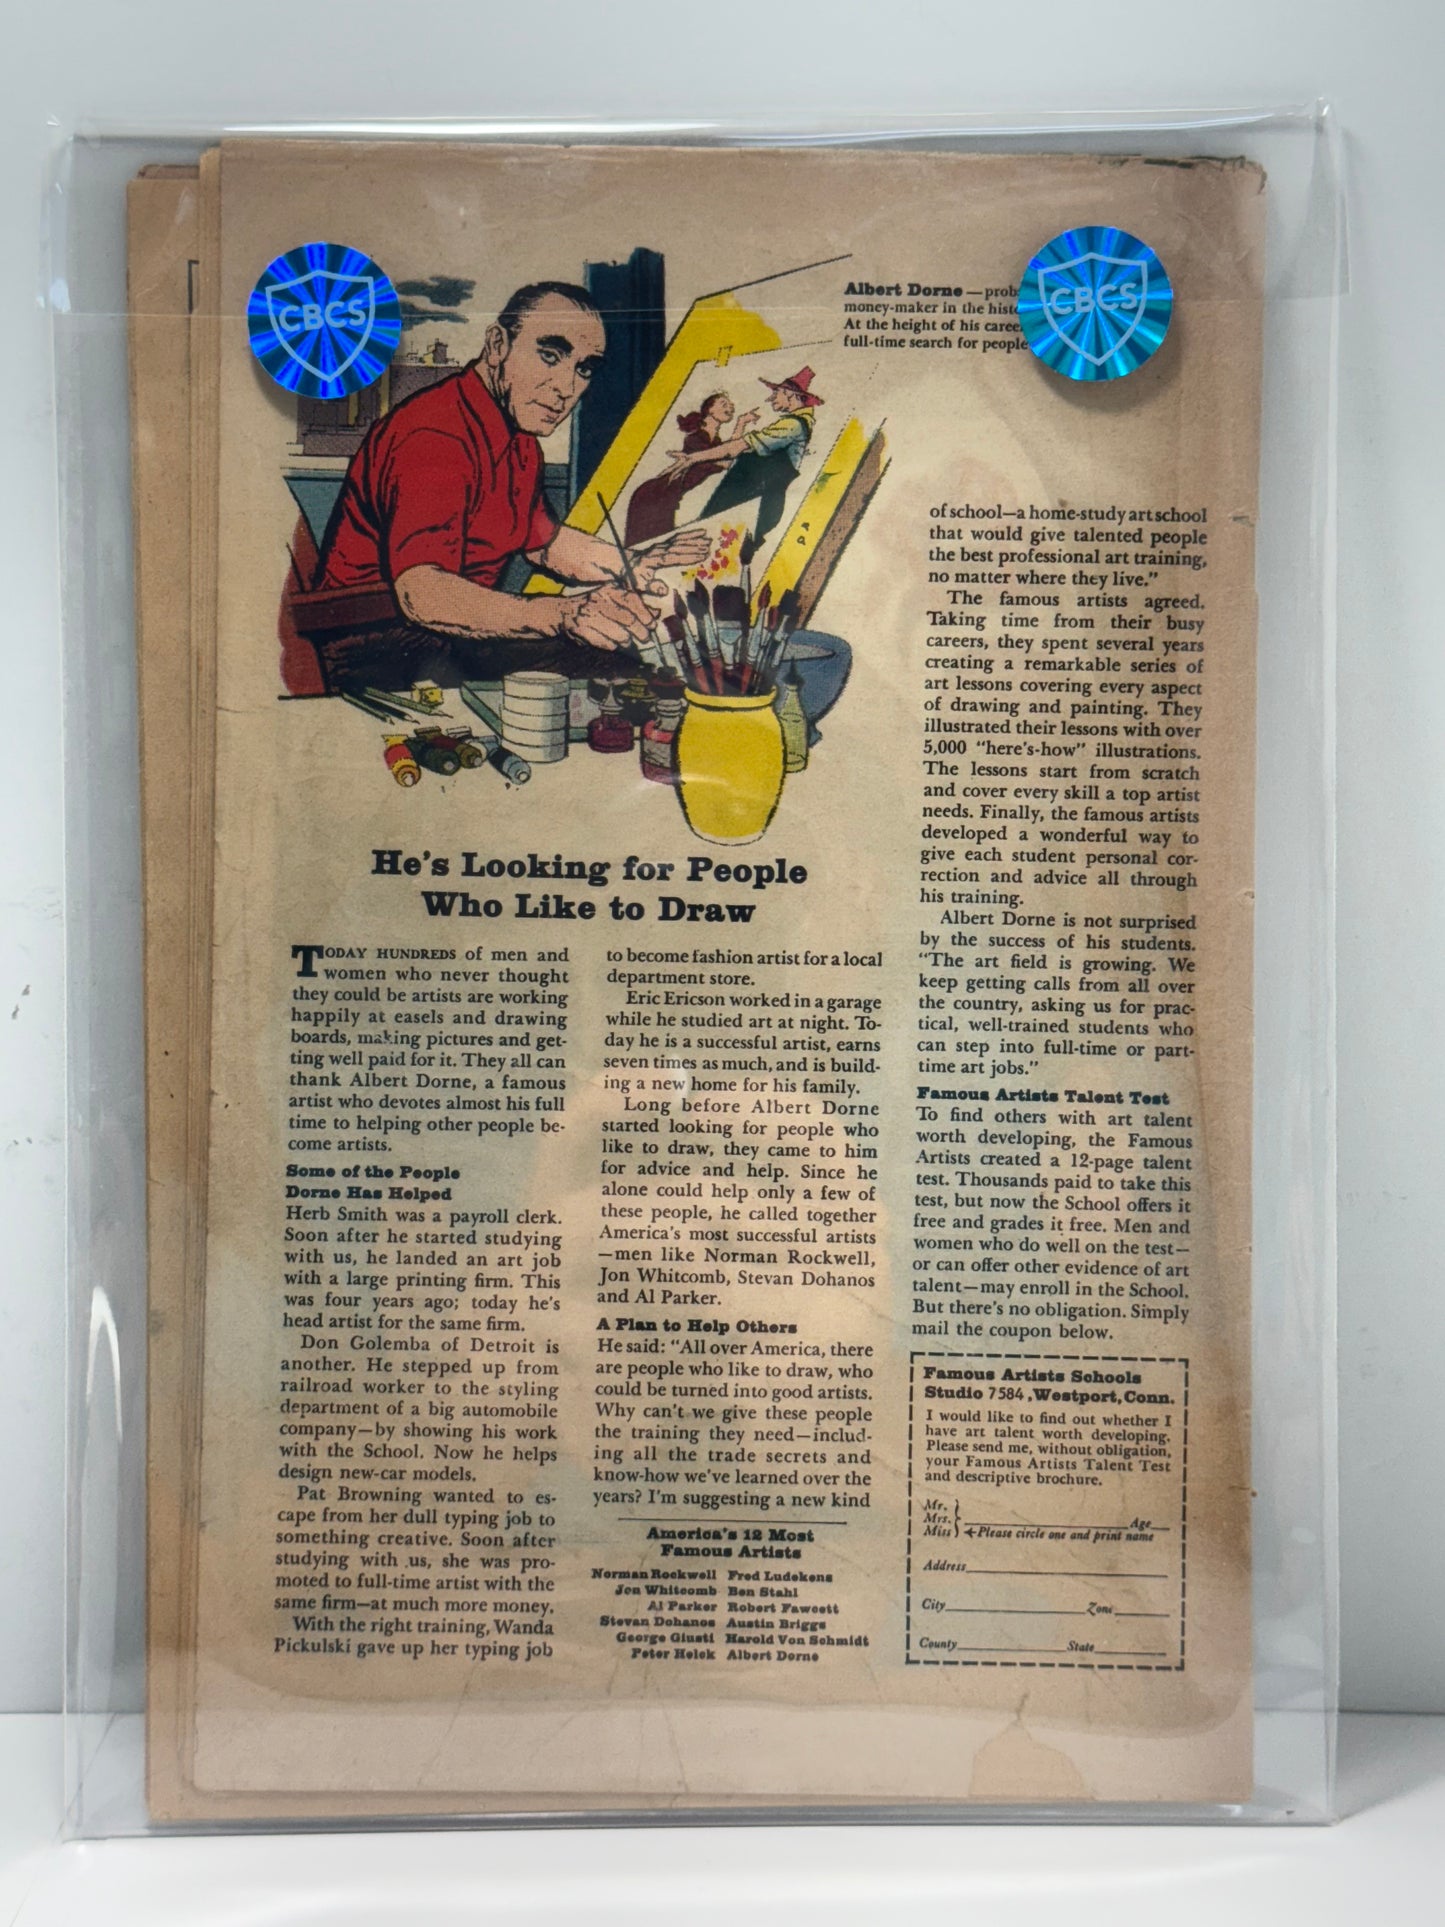 CBCS
CBCS
Albert Dorne — prob
money-maker in the histo
At the height of his caree
full-time search for people
He's Looking for People
Who Like to Draw
TODAY HUNDREDS of men and
women who never thought
they could be artists are working
happily at easels and drawing
boards, making pictures and get-
ting well paid for it. They all can
thank Albert Dorne, a famous
artist who devotes almost his full
time to helping other people be-
come artists.
Some of the People
Dorne Has Helped
Herb Smith was a payroll clerk.
Soon after he started studying
with us, he landed an art job
with a large printing firm. This
was four years ago; today he's
head artist for the same firm.
Don Golemba of Detroit is
another. He stepped up from
railroad worker to the styling
department of a big automobile
company—by showing his work
with the School. Now he helps
design new-car models.
Pat Browning wanted to es-
cape from her dull typing job to
something creative. Soon after
studying with us, she was pro-
moted to full-time artist with the
same firm—at much more money.
With the right training, Wanda
Pickulski gave up her typing job
to become fashion artist for a local
department store.
Eric Ericson worked in a garage
while he studied art at night. To-
day he is a successful artist, earns
seven times as much, and is build-
ing a new home for his family.
Long before Albert Dorne
started looking for people who
like to draw, they came to him
for advice and help. Since he
alone could help only a few of
these people, he called together
America's most successful artists
—men like Norman Rockwell,
Jon Whitcomb, Stevan Dohanos
and Al Parker.
A Plan to Help Others
He said: "All over America, there
are people who like to draw, who
could be turned into good artists.
Why can't we give these people
the training they need—includ-
ing all the trade secrets and
know-how we've learned over the
years? I'm suggesting a new kind
America's 12 Most
Famous Artists
Norman Rockwell Fred Ludekens
Jon Whitcomb Ben Stahl
Al Parker Robert Fawcett
Stevan Dohanos Austin Briggs
George Giusti Harold Von Schmidt
Peter Helck Albert Dorne
of school—a home-study art school
that would give talented people
the best professional art training,
no matter where they live."
The famous artists agreed.
Taking time from their busy
careers, they spent several years
creating a remarkable series of
art lessons covering every aspect
of drawing and painting. They
illustrated their lessons with over
5,000 "here's-how" illustrations.
The lessons start from scratch
and cover every skill a top artist
needs. Finally, the famous artists
developed a wonderful way to
give each student personal cor-
rection and advice all through
his training.
Albert Dorne is not surprised
by the success of his students.
"The art field is growing. We
keep getting calls from all over
the country, asking us for prac-
tical, well-trained students who
can step into full-time or part-
time art jobs."
Famous Artists Talent Test
To find others with art talent
worth developing, the Famous
Artists created a 12-page talent
test. Thousands paid to take this
test, but now the School offers it
free and grades it free. Men and
women who do well on the test—
or can offer other evidence of art
talent—may enroll in the School.
But there's no obligation. Simply
mail the coupon below.
Famous Artists Schools
Studio 7584, Westport, Conn.
I would like to find out whether I
have art talent worth developing.
Please send me, without obligation,
your Famous Artists Talent Test
and descriptive brochure.
Mr.
Mrs. Age
Miss Please circle one and print name
Address
City Zone
County State